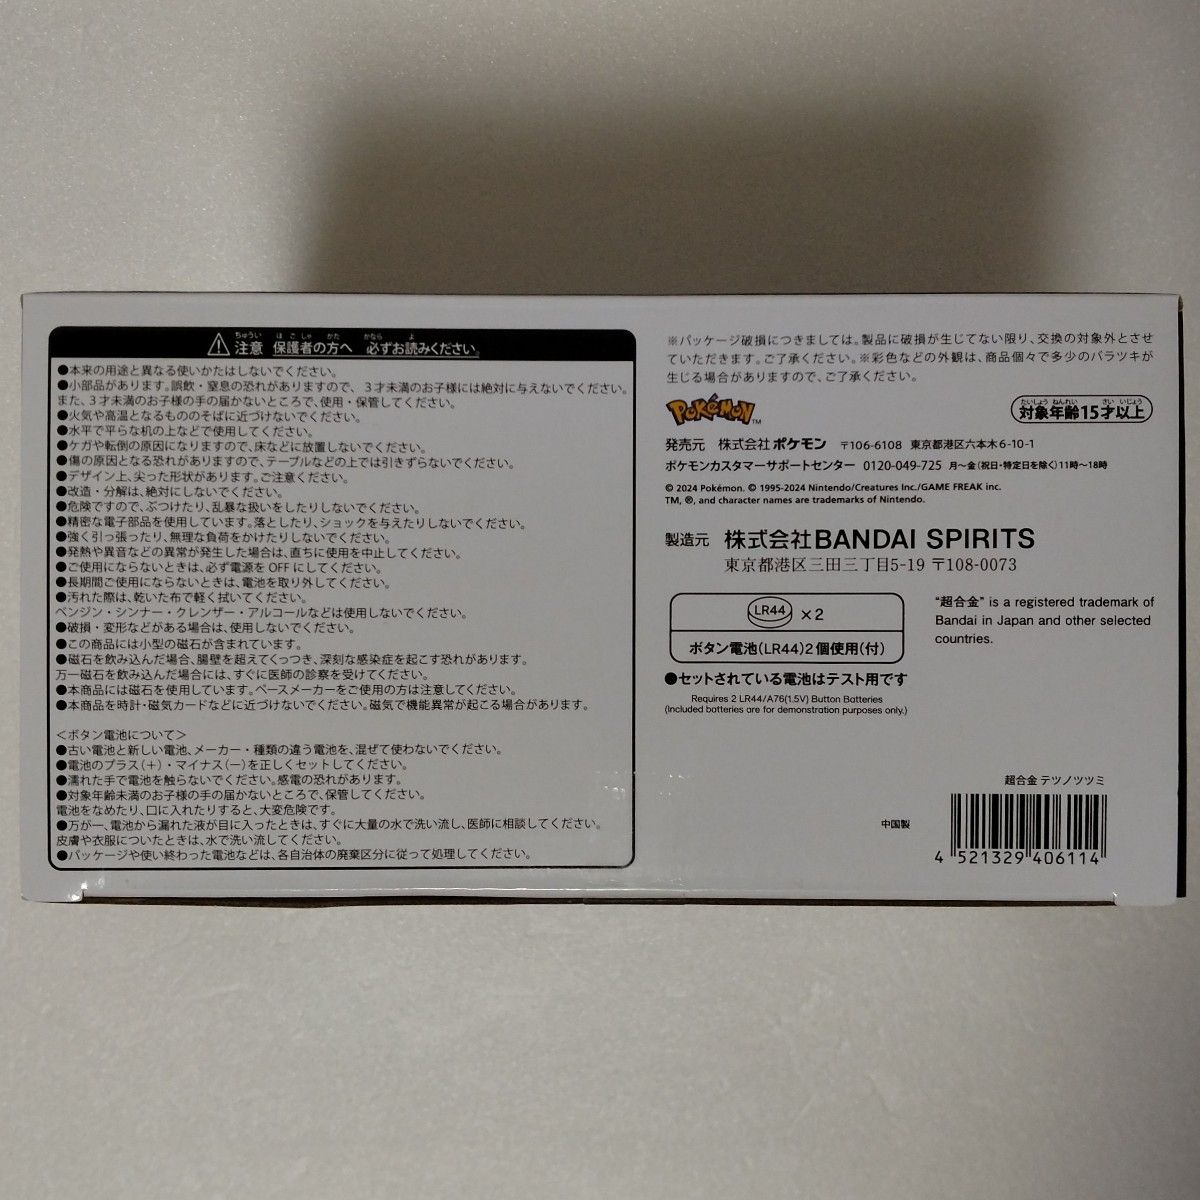 ちゅうい ほごしゃ かた かなら よ
注意 保護者の方へ 必ずお読みください。
●本来の用途と異なる使いかたはしないでください。
●小部品があります。誤飲・窒息の恐れがありますので、3才未満のお子様には絶対に与えないでください。
また、3才未満のお子様の手の届かないところで、使用・保管してください。
●火気や高温となるもののそばに近づけないでください。
●水平で平らな机の上などで使用してください。
●ケガや転倒の原因になりますので、床などに放置しないでください。
●傷の原因となる恐れがありますので、テーブルなどの上では引きずらないでください。
●デザイン上、尖った形状があります。ご注意ください。
●改造・分解は、絶対にしないでください。
●危険ですので、ぶつけたり、乱暴な扱いをしたりしないでください。
●精密な電子部品を使用しています。落としたり、ショックを与えたりしないでください。
●強く引っ張ったり、無理な負荷をかけたりしないでください。
●発熱や異音などの異常が発生した場合は、直ちに使用を中止してください。
●ご使用にならないときは、必ず電源をOFFにしてください。
●長期間ご使用にならないときは、電池を取り外してください。
●汚れた際は、乾いた布で軽く拭いてください。
ベンジン・シンナー・クレンザー・アルコールなどは使用しないでください。
●破損・変形などがある場合は、使用しないでください。
●この商品には小型の磁石が含まれています。
●磁石を飲み込んだ場合、腸壁を超えてくっつき、深刻な感染症を起こす恐れがあります。
万一磁石を飲み込んだ場合には、すぐに医師の診察を受けてください。
●本商品には磁石を使用しています。ペースメーカーをご使用の方は注意してください。
●本商品を時計・磁気カードなどに近づけないでください。磁気で機能異常が起こる場合があります。
＜ボタン電池について＞
●古い電池と新しい電池、メーカー・種類の違う電池を、混ぜて使わないでください。
●電池のプラス(＋)・マイナス(－)を正しくセットしてください。
●濡れた手で電池を触らないでください。感電の恐れがあります。
●対象年齢未満のお子様の手の届かないところで、保管してください。
電池をなめたり、口に入れたりすると、大変危険です。
●万が一、電池から漏れた液が目に入ったときは、すぐに大量の水で洗い流し、医師に相談してください。
皮膚や衣服についたときは、水で洗い流してください。
●パッケージや使い終わった電池などは、各自治体の廃棄区分に従って処理してください。
※パッケージ破損につきましては。製品に破損が生じてない限り、交換の対象外とさせ
ていただきます。ご了承ください。※彩色などの外観は、商品個々で多少のバラツキが
生じる場合がありますので、ご了承ください。
POKéMON TM
たいしょう ねんれい さい いじょう
対象年齢15才以上
発売元 株式会社ポケモン 〒106-6108 東京都港区六本木6-10-1
ポケモンカスタマーサポートセンター 0120-049-725 月～金(祝日・特定日を除く)11時～18時
© 2024 Pokémon. © 1995-2024 Nintendo/Creatures Inc./GAME FREAK inc.
TM, ®, and character names are trademarks of Nintendo.
製造元 株式会社BANDAI SPIRITS
東京都港区三田三丁目5-19 〒108-0073
LR44 ×2
ボタン電池(LR44)2個使用(付)
●セットされている電池はテスト用です
Requires 2 LR44/A76(1.5V) Button Batteries
(Included batteries are for demonstration purposes only.)
“超合金” is a registered trademark of
Bandai in Japan and other selected
countries.
超合金 テツノツツミ
中国製
4 521329 406114